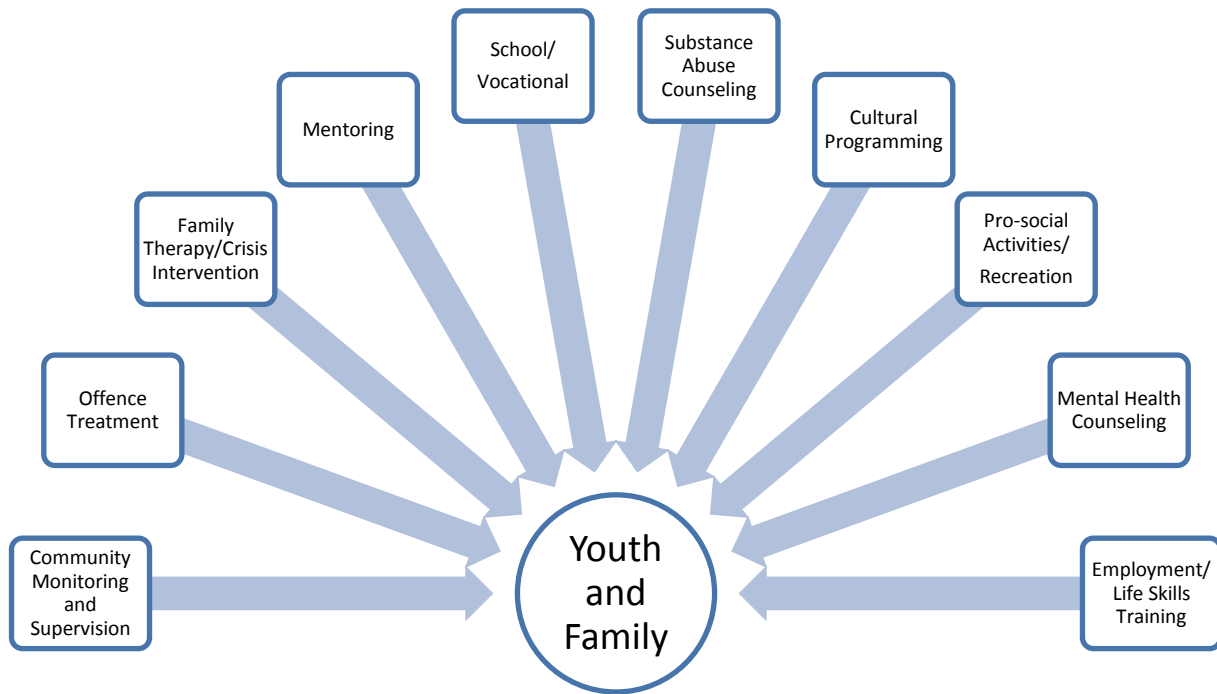 Community
Monitoring
and
Supervision
Offence
Treatment
Family
Therapy/Crisis
Intervention
Mentoring
School/
Vocational
Substance
Abuse
Counseling
Cultural
Programming
Pro-social
Activities/
Recreation
Mental Health
Counseling
Employment/
Life Skills
Training
Youth
and
Family